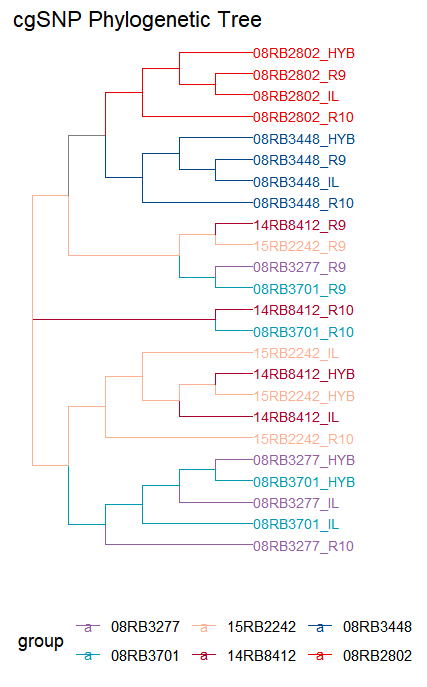 cgSNP Phylogenetic Tree
08RB2802_HYB
08RB2802_R9
08RB2802_IL
08RB2802_R10
08RB3448_HYB
08RB3448_R9
08RB3448_IL
08RB3448_R10
14RB8412_R9
15RB2242_R9
08RB3277_R9
08RB3701_R9
14RB8412_R10
08RB3701_R10
15RB2242_IL
14RB8412_HYB
15RB2242_HYB
14RB8412_IL
15RB2242_R10
08RB3277_HYB
08RB3701_HYB
08RB3277_IL
08RB3701_IL
08RB3277_R10
group
a 08RB3277 a 15RB2242 a 08RB3448
a 08RB3701 a 14RB8412 a 08RB2802